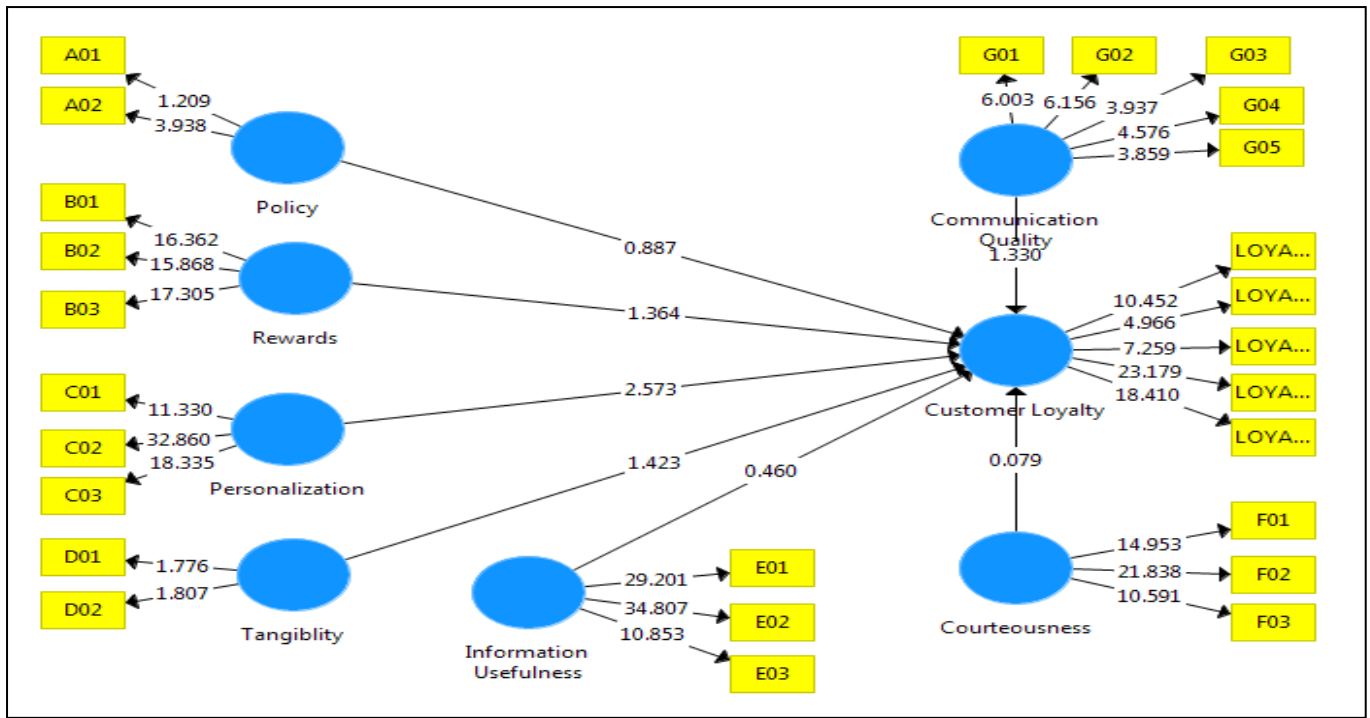 A01
A02
1.209
3.938
Policy
0.887
B01
B02
B03
16.362
15.868
17.305
Rewards
1.364
C01
C02
C03
11.330
32.860
18.335
Personalization
2.573
D01
D02
1.776
1.807
Tangiblity
1.423
Information
Usefulness
0.460
29.201
34.807
10.853
E01
E02
E03
G01
G02
G03
G04
G05
6.003
6.156
3.937
4.576
3.859
Communication
Quality
1.330
Customer Loyalty
10.452
4.966
7.259
23.179
18.410
LOYA...
LOYA...
LOYA...
LOYA...
LOYA...
0.079
Courteousness
14.953
21.838
10.591
F01
F02
F03